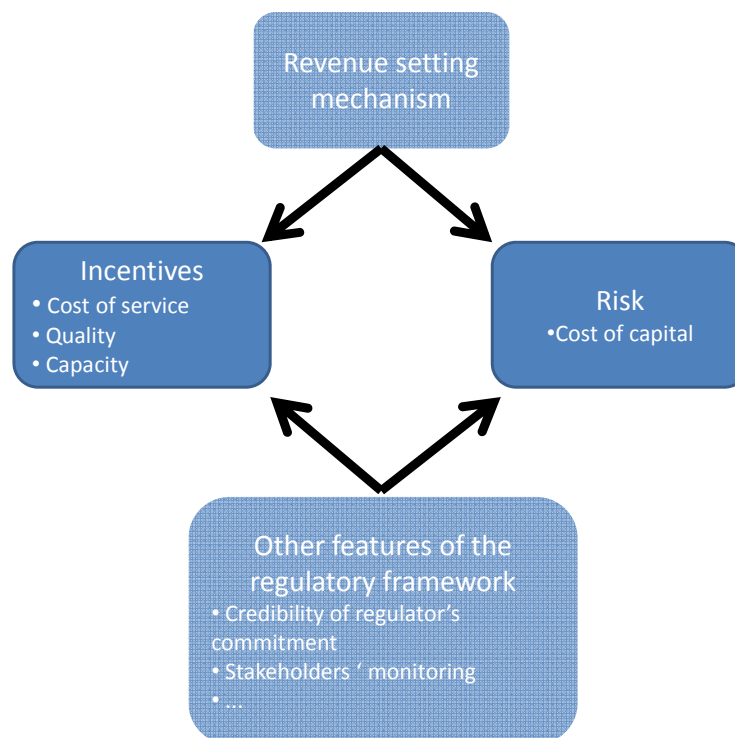 Revenue setting
mechanism
Incentives
• Cost of service
• Quality
• Capacity
Risk
•Cost of capital
Other features of the
regulatory framework
• Credibility of regulator’s
commitment
• Stakeholders ‘ monitoring
• ...